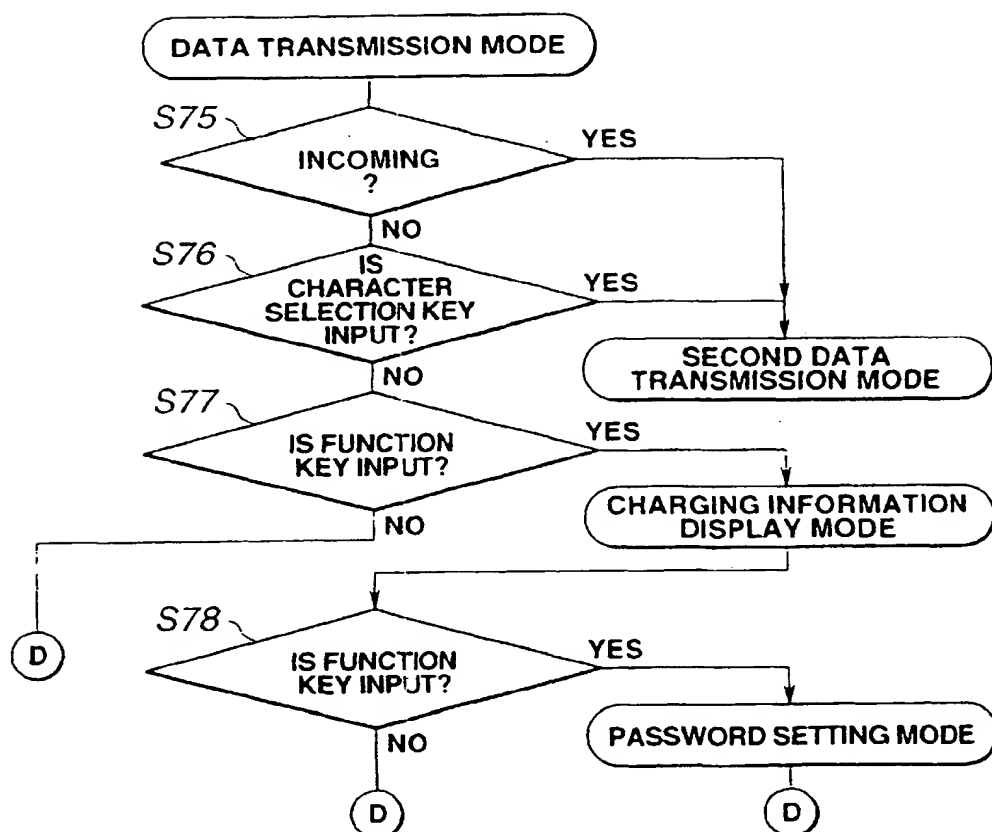 DATA TRANSMISSION MODE
S75
INCOMING
?
YES
NO
S76
IS
CHARACTER
SELECTION KEY
INPUT?
YES
SECOND DATA
TRANSMISSION MODE
NO
S77
IS FUNCTION
KEY INPUT?
YES
CHARGING INFORMATION
DISPLAY MODE
NO
D
S78
IS FUNCTION
KEY INPUT?
YES
PASSWORD SETTING MODE
NO
D
D